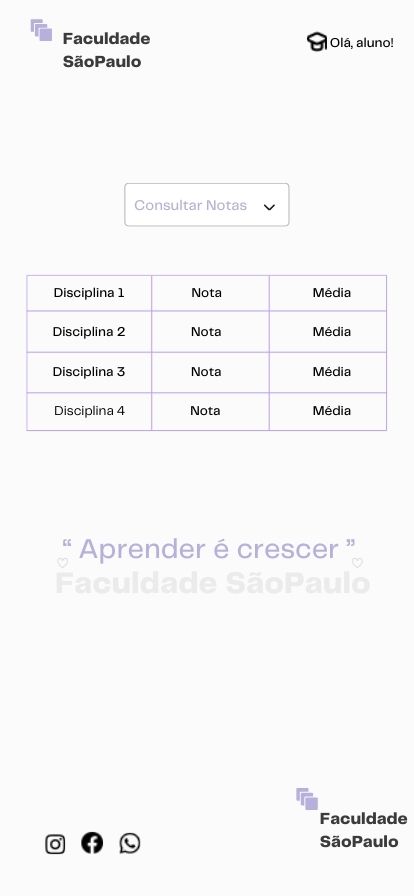 Faculdade
SãoPaulo
Olá, aluno!
Consultar Notas
Disciplina 1 Nota Média
Disciplina 2 Nota Média
Disciplina 3 Nota Média
Disciplina 4 Nota Média
“ Aprender é crescer ”
Faculdade SãoPaulo
Faculdade
SãoPaulo